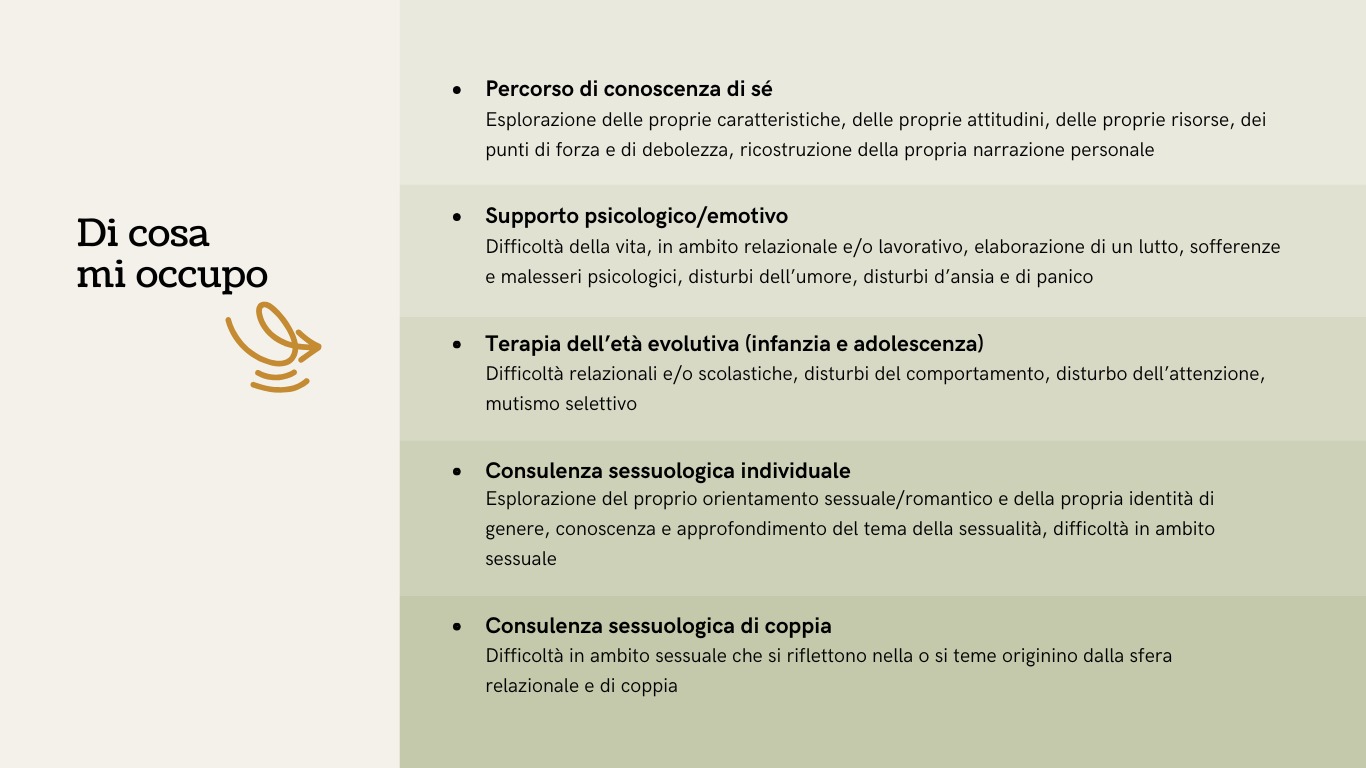 Di cosa
mi occupo
• Percorso di conoscenza di sé
Esplorazione delle proprie caratteristiche, delle proprie attitudini, delle proprie risorse, dei
punti di forza e di debolezza, ricostruzione della propria narrazione personale
• Supporto psicologico/emotivo
Difficoltà della vita, in ambito relazionale e/o lavorativo, elaborazione di un lutto, sofferenze
e malesseri psicologici, disturbi dell’umore, disturbi d’ansia e di panico
• Terapia dell’età evolutiva (infanzia e adolescenza)
Difficoltà relazionali e/o scolastiche, disturbi del comportamento, disturbo dell’attenzione,
mutismo selettivo
• Consulenza sessuologica individuale
Esplorazione del proprio orientamento sessuale/romantico e della propria identità di
genere, conoscenza e approfondimento del tema della sessualità, difficoltà in ambito
sessuale
• Consulenza sessuologica di coppia
Difficoltà in ambito sessuale che si riflettono nella o si teme originino dalla sfera
relazionale e di coppia